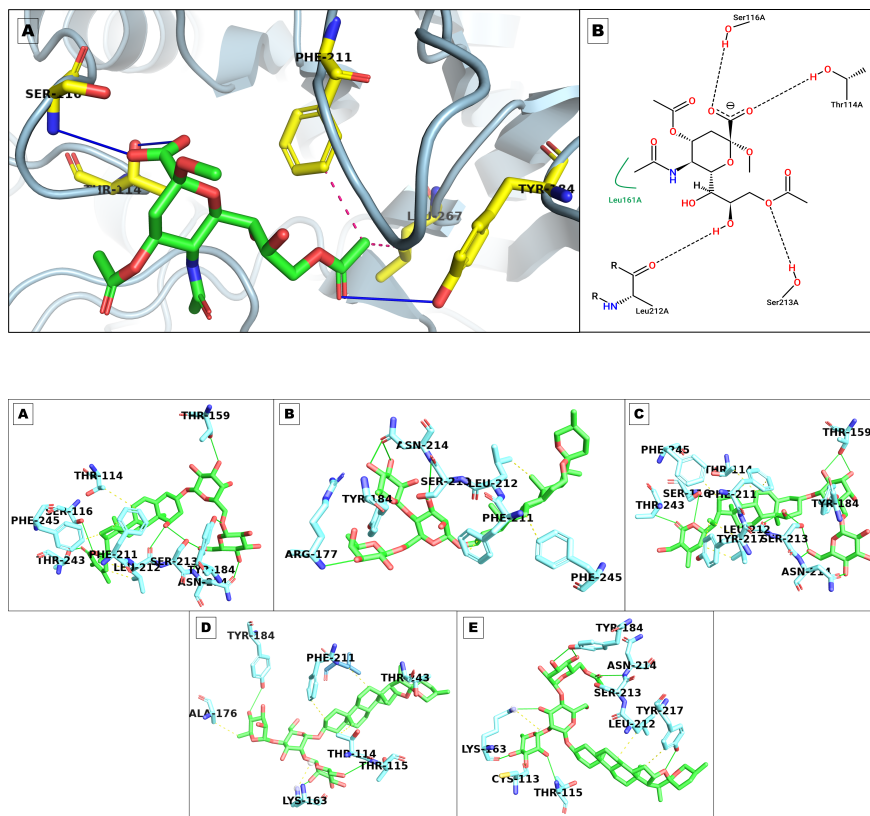 A
PHE-211
SER-116
THR-114
TYR-184
LEU-267
B
Ser116A
O
H
H
O
Thr114A
O
O
O
O
O
O
O
N
H
Leu161A
H
HO
O
O
O
H
R
O
R
HN
Leu212A
H
O
Ser213A
A
THR-159
THR-114
SER-116
PHE-245
THR-243
PHE-211
LEU-212
SER-213
TYR-184
B
ASN-214
SER-213
LEU-212
TYR-184
PHE-211
ARG-177
PHE-245
C
THR-159
PHE-245
THR-114
SER-116
PHE-211
THR-243
TYR-184
LEU-212
TYR-217
SER-213
ASN-214
D
TYR-184
PHE-211
THR-243
ALA-176
THR-114
THR-115
LYS-163
E
TYR-184
ASN-214
SER-213
TYR-217
LEU-212
LYS-163
CYS-113
THR-115